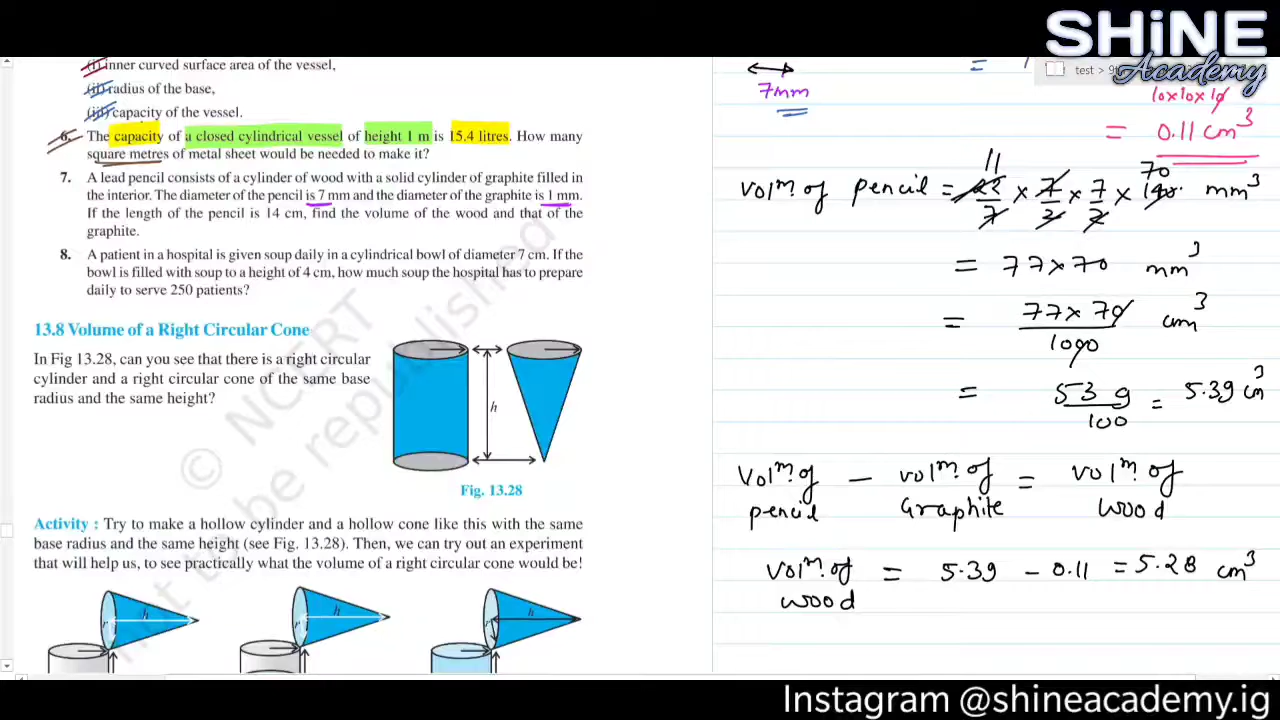 SHiNE
Academy
test > 9t
(i) inner curved surface area of the vessel,
(ii) radius of the base,
(iii) capacity of the vessel.
6. The capacity of a closed cylindrical vessel of height 1 m is 15.4 litres. How many
square metres of metal sheet would be needed to make it?
7. A lead pencil consists of a cylinder of wood with a solid cylinder of graphite filled in
the interior. The diameter of the pencil is 7 mm and the diameter of the graphite is 1 mm.
If the length of the pencil is 14 cm, find the volume of the wood and that of the
graphite.
8. A patient in a hospital is given soup daily in a cylindrical bowl of diameter 7 cm. If the
bowl is filled with soup to a height of 4 cm, how much soup the hospital has to prepare
daily to serve 250 patients?
13.8 Volume of a Right Circular Cone
In Fig 13.28, can you see that there is a right circular
cylinder and a right circular cone of the same base
radius and the same height?
h
Fig. 13.28
Activity : Try to make a hollow cylinder and a hollow cone like this with the same
base radius and the same height (see Fig. 13.28). Then, we can try out an experiment
that will help us, to see practically what the volume of a right circular cone would be!
h
r
h
r
h
r
© NCERT
not to be republished
7mm
=
10x10x10
= 0.11 cm³
11 70
Volᵐ. of pencil = 22/7 × 7/2 × 7/2 × 140 mm³
= 77×70 mm³
= 77×70/1000 cm³
= 539/100 = 5.39 cm³
Volᵐ. of pencil – volᵐ. of Graphite = volᵐ. of wood
volᵐ. of wood = 5.39 – 0.11 = 5.28 cm³
Instagram @shineacademy.ig